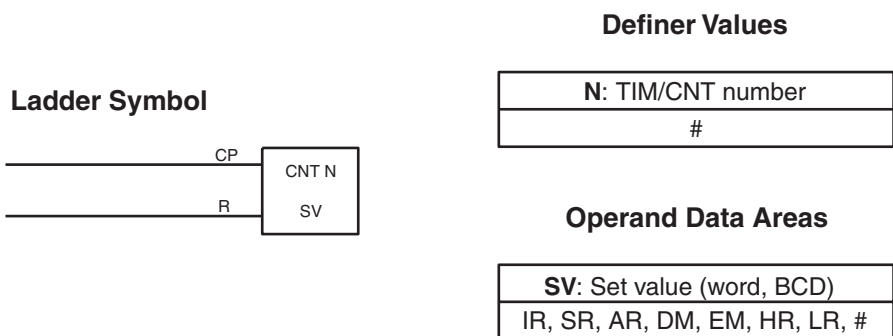 Definer Values
N: TIM/CNT number
#
Ladder Symbol
CP
CNT N
R
SV
Operand Data Areas
SV: Set value (word, BCD)
IR, SR, AR, DM, EM, HR, LR, #